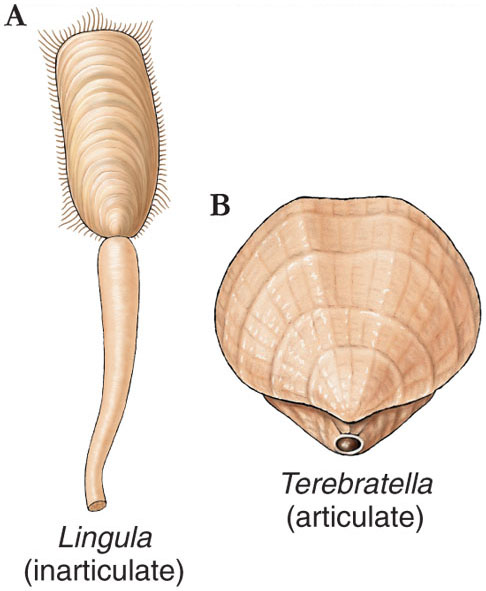 A
B
Lingula
(inarticulate)
Terebratella
(articulate)